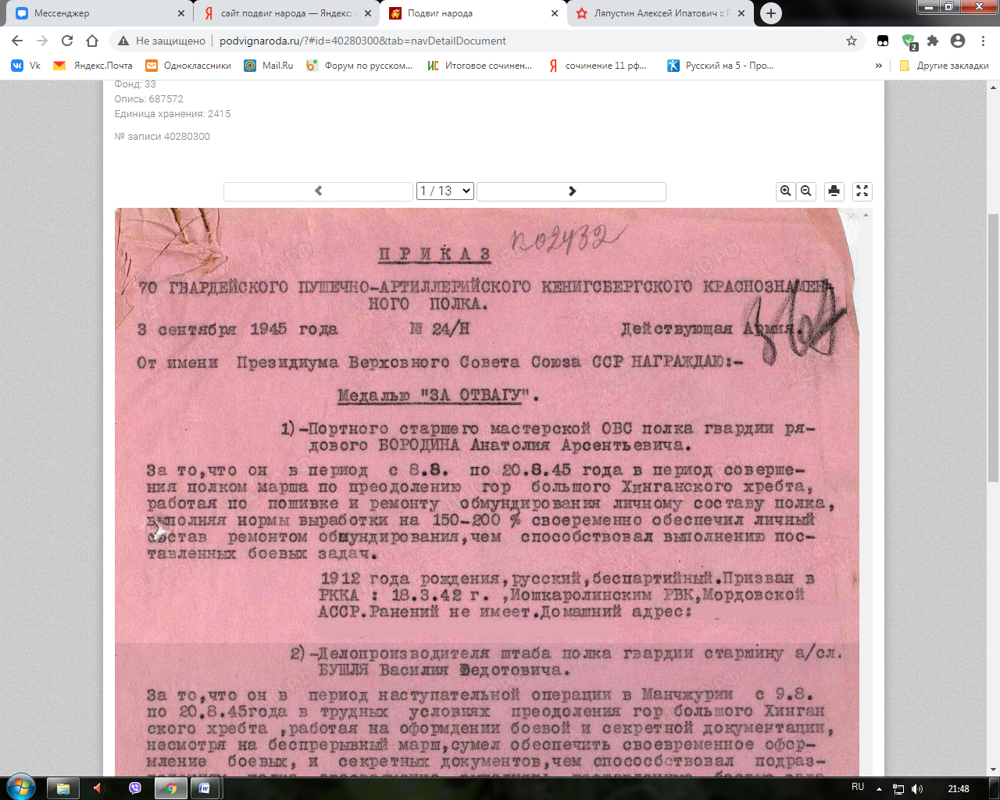 Мессенджер
сайт подвиг народа — Яндекс:
Подвиг народа
Ляпустин Алексей Ипатович ::
Не защищено
podvignaroda.ru/?#id=40280300&tab=navDetailDocument
2
Vk
Яндекс.Почта
Одноклассники
Mail.Ru
Форум по русском...
Итоговое сочинен...
сочинение 11 рф...
Русский на 5 - Про...
»
Другие закладки
Фонд: 33
Опись: 687572
Единица хранения: 2415
№ записи 40280300
1 / 13
П Р И К А З
70 ГВАРДЕЙСКОГО ПУШЕЧНО-АРТИЛЛЕРИЙСКОГО КЕНИГСБЕРГСКОГО КРАСНОЗНАМЕН
НОГО ПОЛКА.
3 сентября 1945 года № 24/Н Действующая Армия.
От имени Президиума Верховного Совета Союза ССР НАГРАЖДАЮ:-
Медалью "ЗА ОТВАГУ".
1)-Портного старшего мастерской ОВС полка гвардии ря-
дового БОРОДИНА Анатолия Арсентьевича.
За то,что он в период с 8.8. по 20.8.45 года в период соверше-
ния полком марша по преодолению гор большого Хинганского хребта,
работая по пошивке и ремонту обмундирования личному составу полка,
выполняя нормы выработки на 150-200 % своеременно обеспечил личный
состав ремонтом обмундирования,чем способствовал выполнению пос-
тавленных боевых задач.
1912 года рождения,русский,беспартийный.Призван в
РККА : 18.3.42 г. ,Йошкаролинским РВК,Мордовской
АССР.Ранений не имеет.Домашний адрес:
2)-Делопроизводителя штаба полка гвардии старшину а/сл.
БУШЛЯ Василия Федотовича.
За то,что он в период наступательной операции в Манчжурии с 9.8.
по 20.8.45года в трудных условиях преодоления гор большого Хинган
ского хребта ,работая на оформдении боевой и секретной документации,
несмотря на беспрерывный марш,сумел обеспечить своевременное офор-
мление боевых, и секретных документов,чем способствовал подраз-
RU
21:48